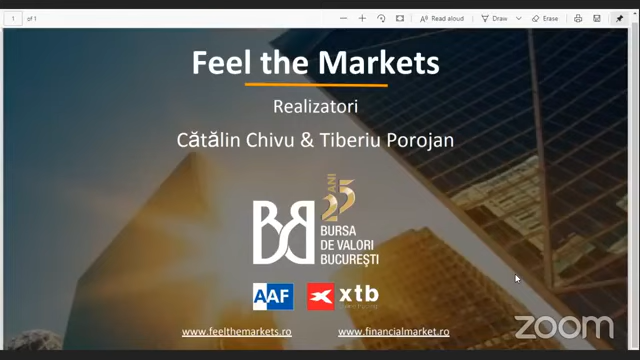 1 of 1
Read aloud
Draw
Erase
Feel the Markets
Realizatori
Cătălin Chivu & Tiberiu Porojan
25 ANI
BURSA
DE VALORI
BUCUREȘTI
AAF xtb
www.feelthemarkets.ro www.financialmarket.ro
zoom